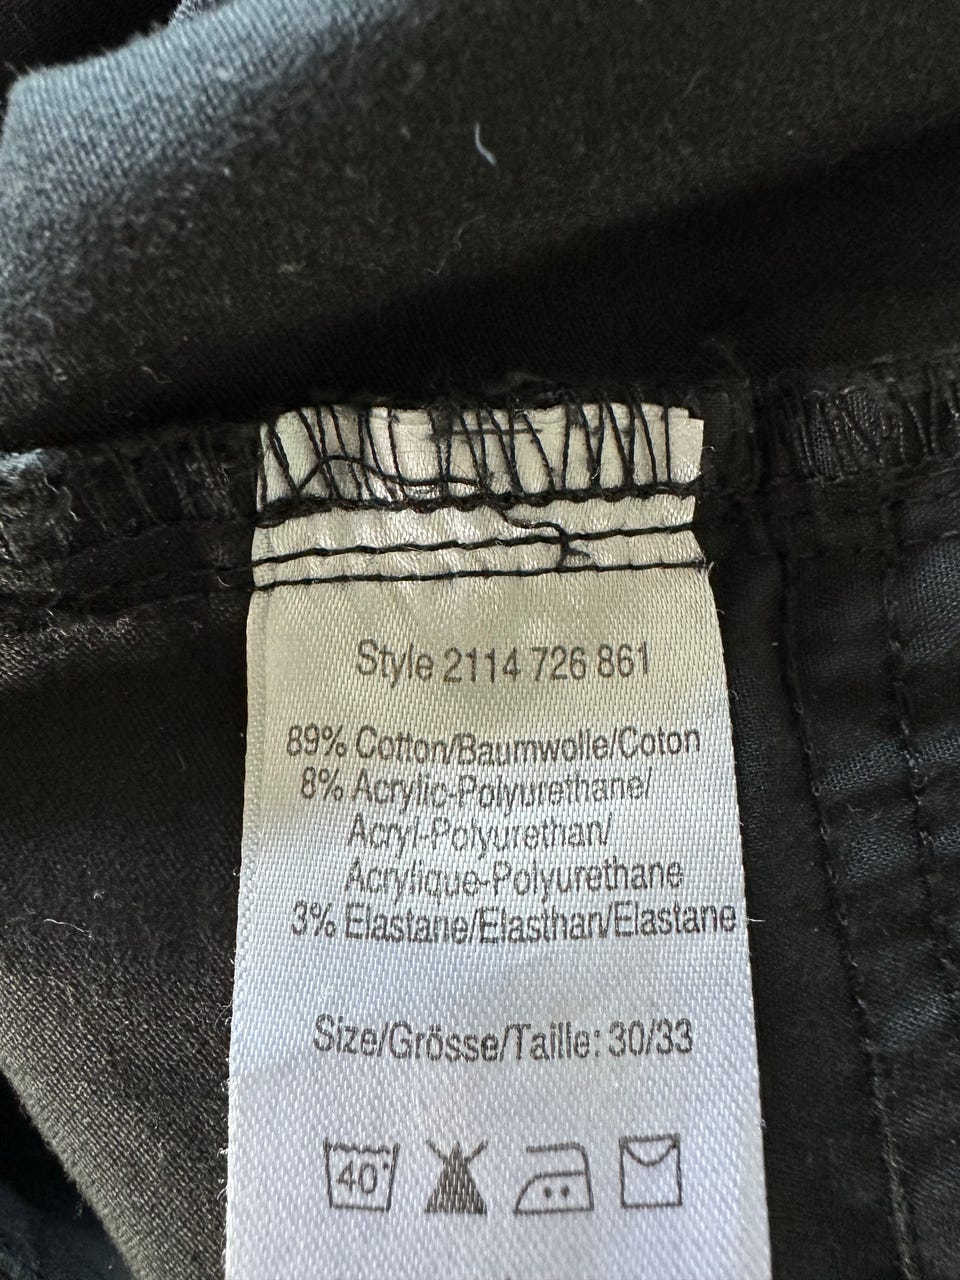 Style 2114 726 861
89% Cotton/Baumwolle/Coton
8% Acrylic-Polyurethane/
Acryl-Polyurethan/
Acrylique-Polyurethane
3% Elastane/Elasthan/Elastane
Size/Grösse/Taille: 30/33
40°